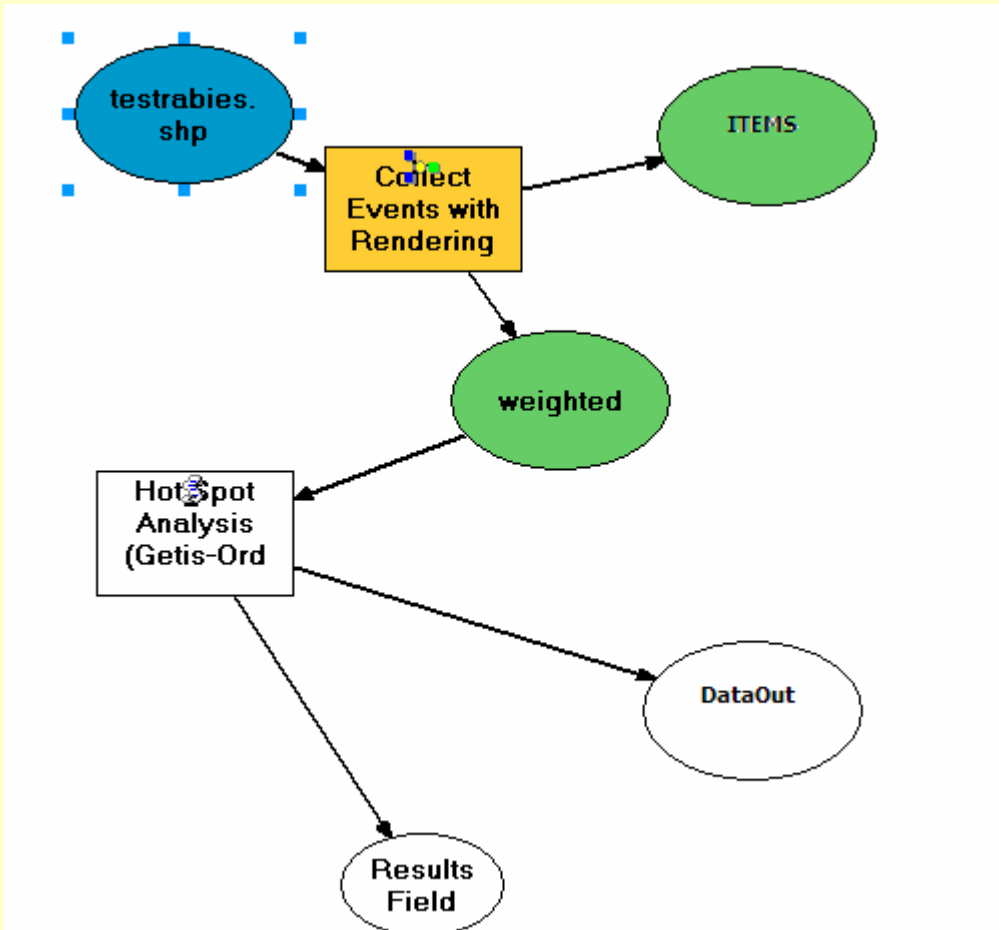 testrabies.
shp
ITEMS
Collect
Events with
Rendering
weighted
Hot Spot
Analysis
(Getis-Ord
DataOut
Results
Field